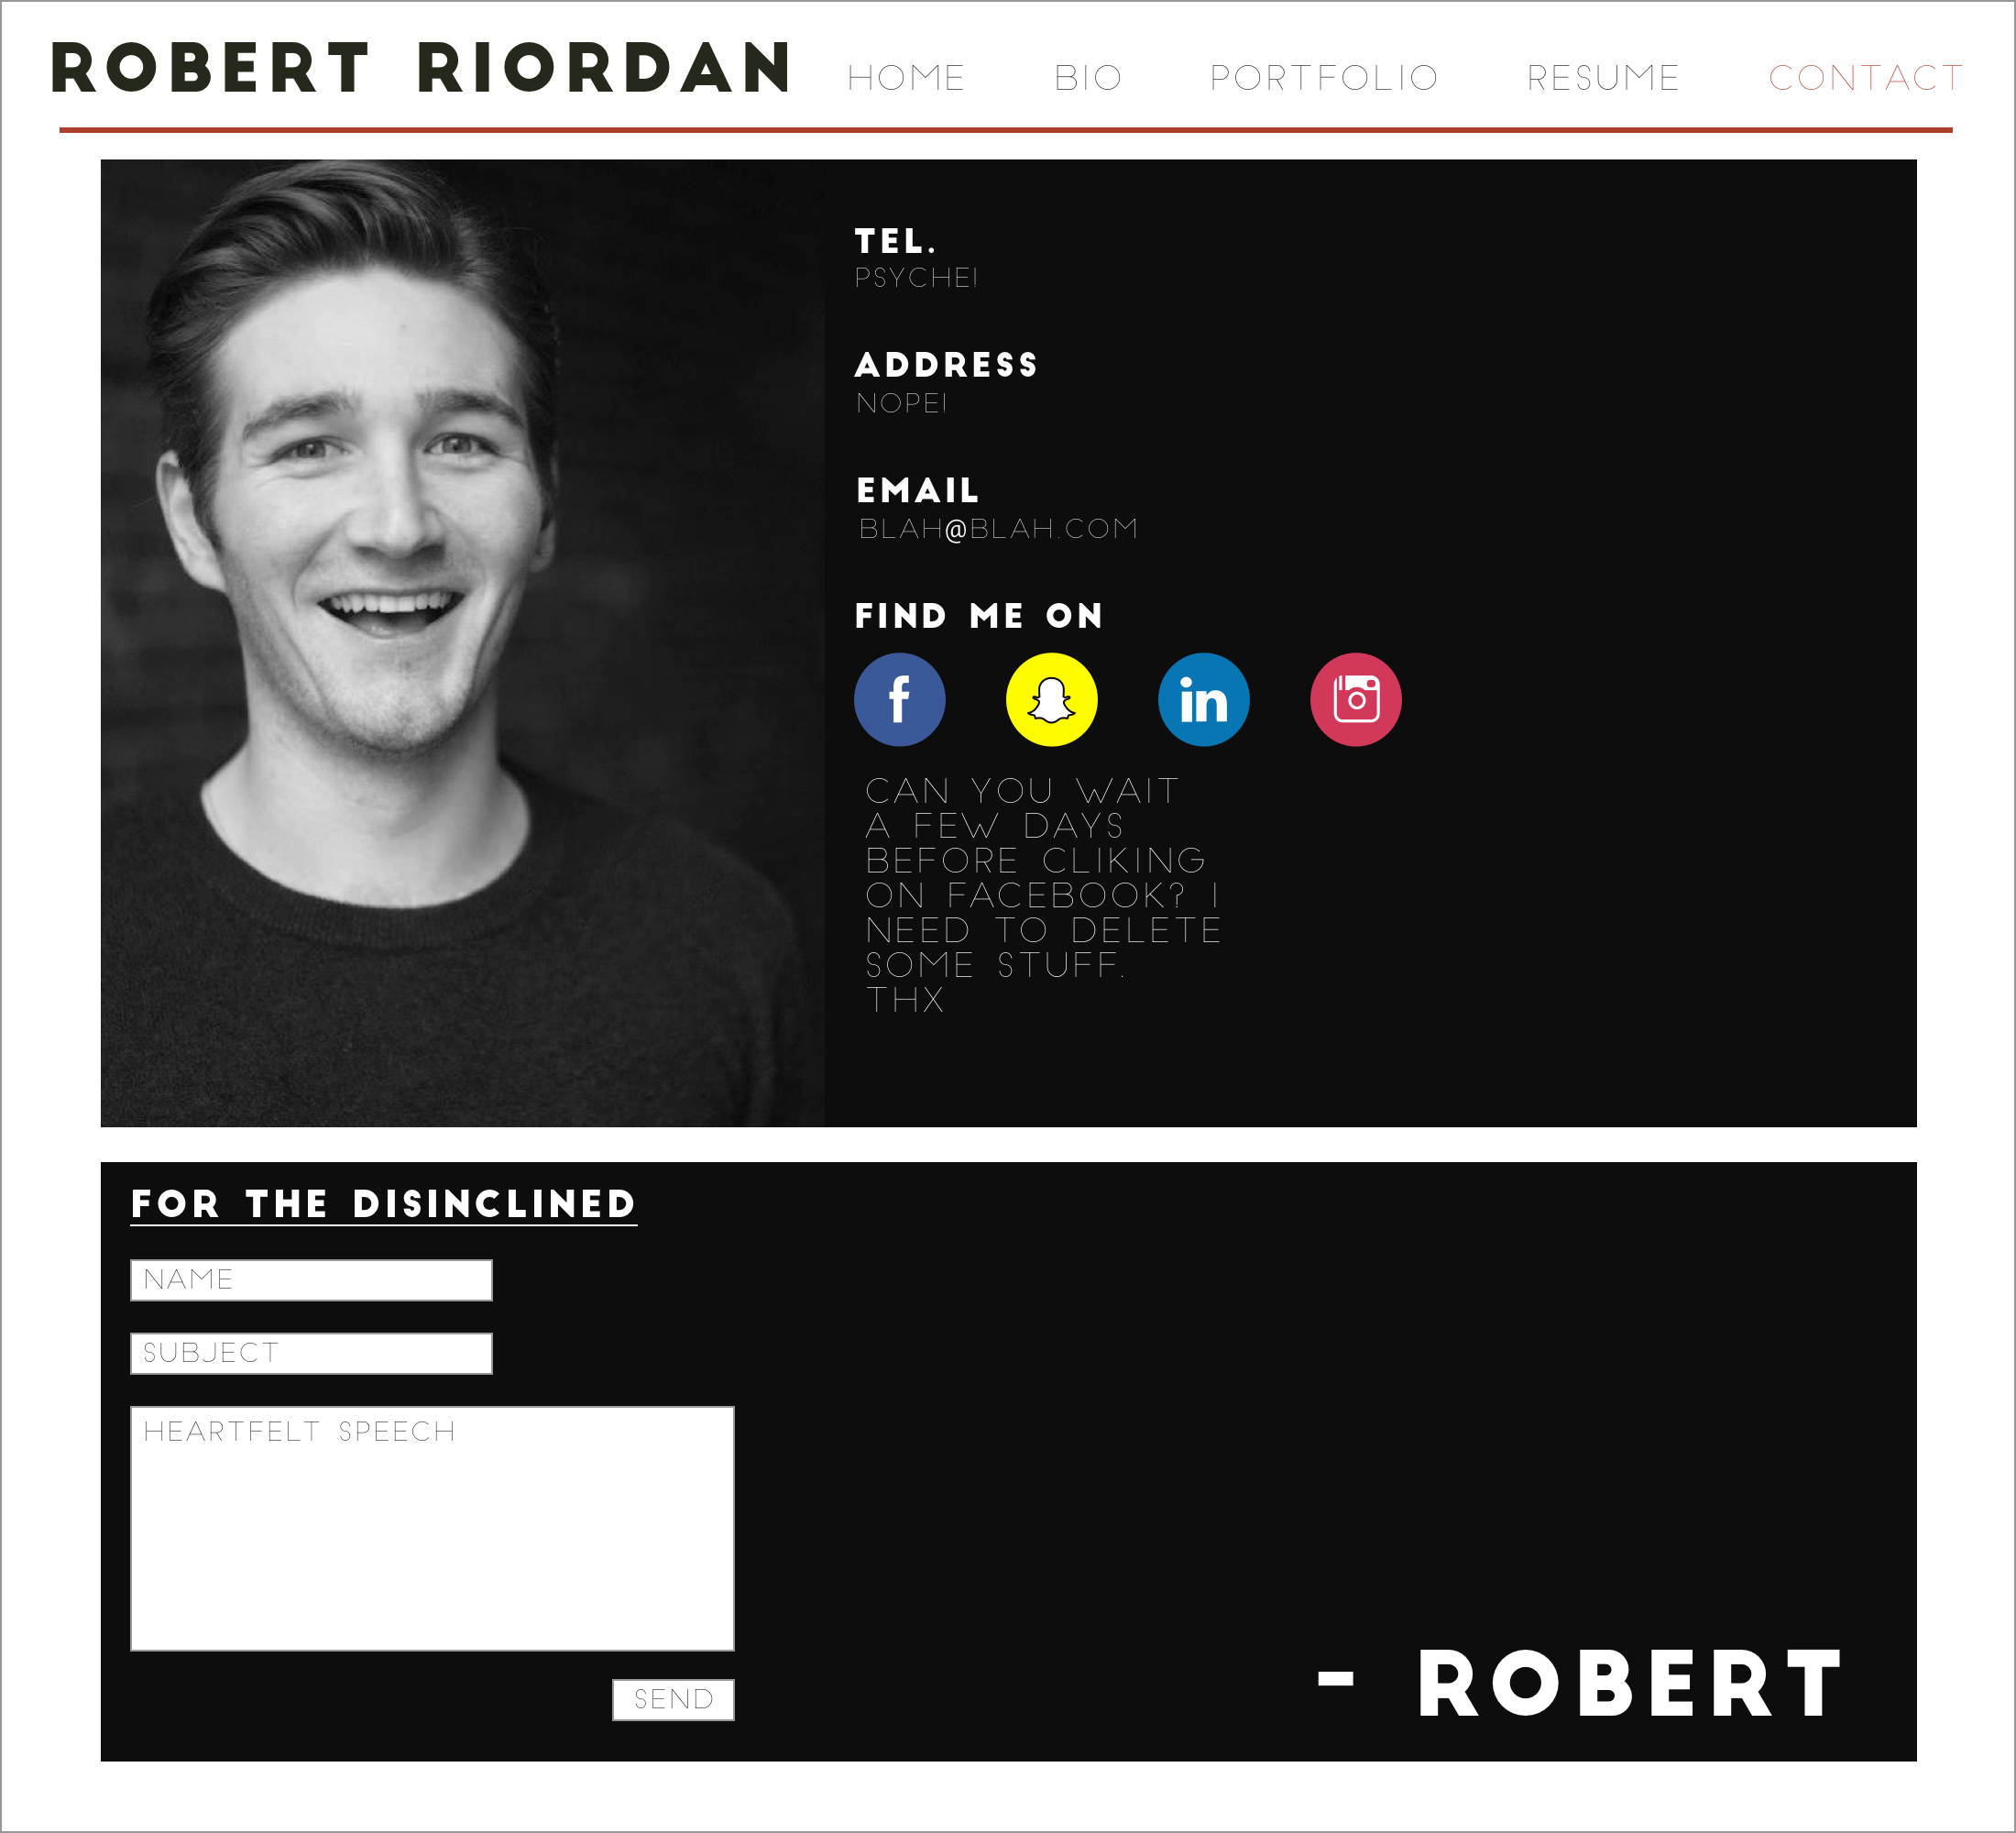 ROBERT RIORDAN
HOME BIO PORTFOLIO RESUME CONTACT
TEL.
PSYCHE!
ADDRESS
NOPE!
EMAIL
BLAH@BLAH.COM
FIND ME ON
f in
CAN YOU WAIT
A FEW DAYS
BEFORE CLIKING
ON FACEBOOK? I
NEED TO DELETE
SOME STUFF.
THX
FOR THE DISINCLINED
NAME
SUBJECT
HEARTFELT SPEECH
SEND
- ROBERT